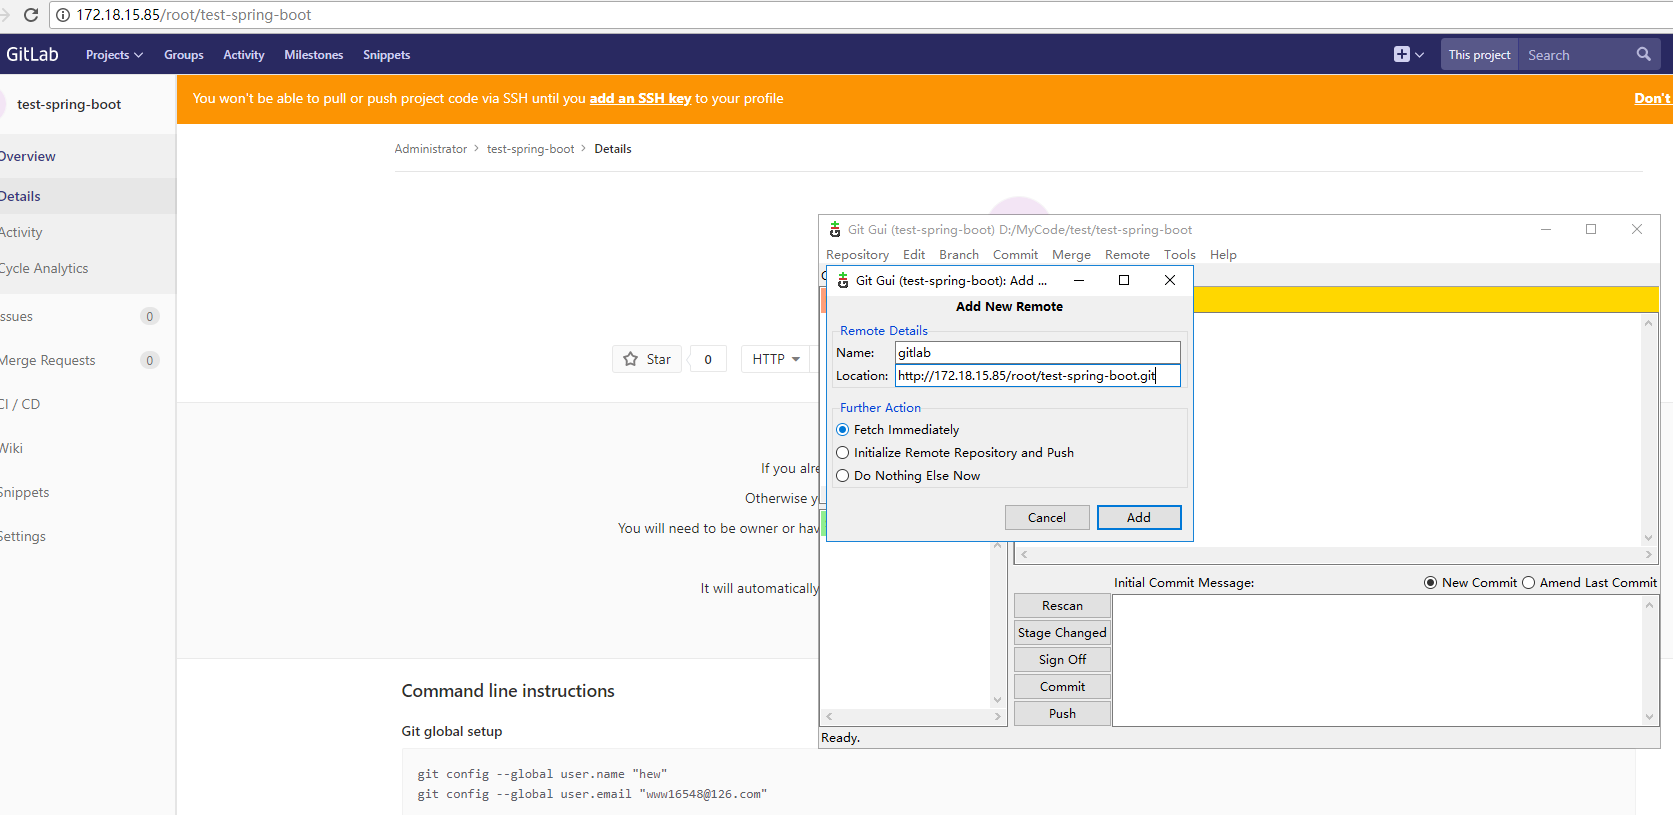 172.18.15.85/root/test-spring-boot
GitLab Projects Groups Activity Milestones Snippets This project Search
test-spring-boot
You won't be able to pull or push project code via SSH until you add an SSH key to your profile Don't
Administrator > test-spring-boot > Details
Overview
Details
Activity
Cycle Analytics
Issues 0
Merge Requests 0
CI / CD
Wiki
Snippets
Settings
Star 0 HTTP
If you alre
Otherwise y
You will need to be owner or hav
It will automatically
Command line instructions
Git global setup
git config --global user.name "hew"
git config --global user.email "www16548@126.com"
Git Gui (test-spring-boot) D:/MyCode/test/test-spring-boot
Repository Edit Branch Commit Merge Remote Tools Help
Git Gui (test-spring-boot): Add ...
Add New Remote
Remote Details
Name: gitlab
Location: http://172.18.15.85/root/test-spring-boot.git
Further Action
Fetch Immediately
Initialize Remote Repository and Push
Do Nothing Else Now
Cancel Add
Initial Commit Message: New Commit Amend Last Commit
Rescan
Stage Changed
Sign Off
Commit
Push
Ready.